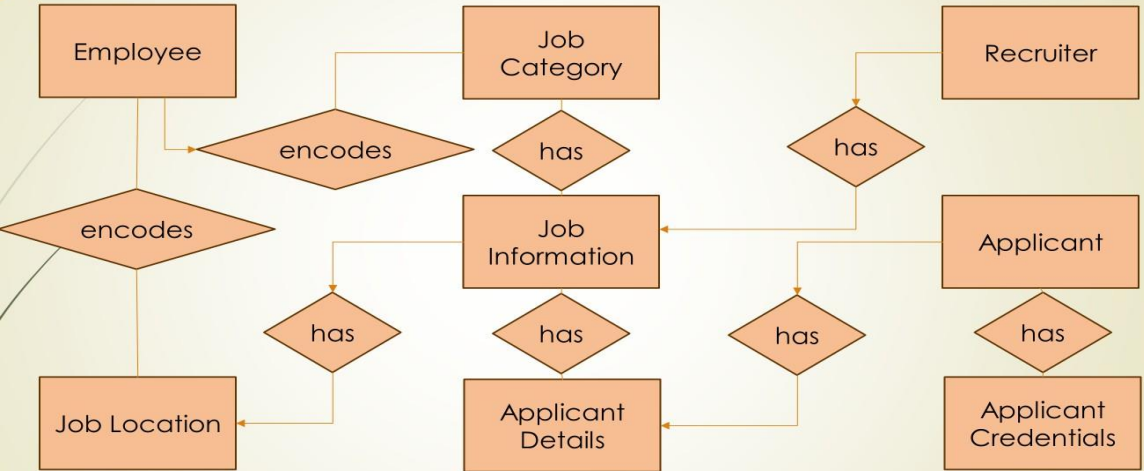 Employee
Job
Category
Recruiter
encodes
has
has
encodes
Job
Information
Applicant
has
has
has
has
Job Location
Applicant
Details
Applicant
Credentials